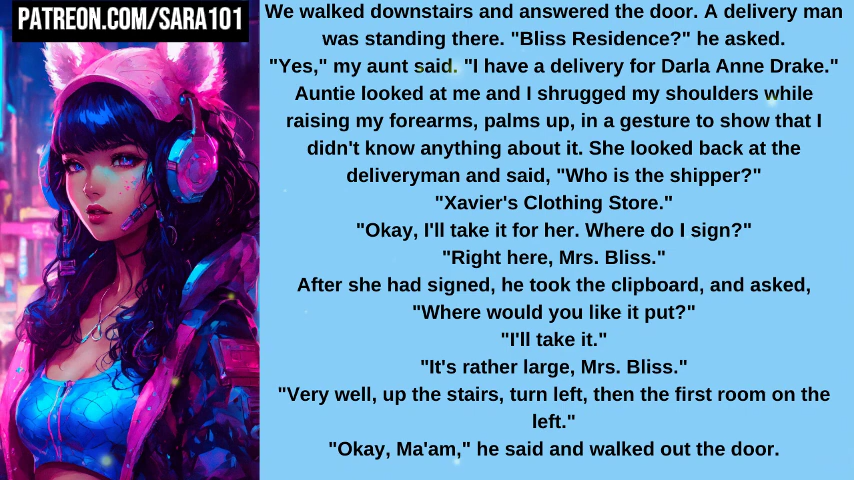 PATREON.COM/SARA101
We walked downstairs and answered the door. A delivery man
was standing there. "Bliss Residence?" he asked.
"Yes," my aunt said. "I have a delivery for Darla Anne Drake."
Auntie looked at me and I shrugged my shoulders while
raising my forearms, palms up, in a gesture to show that I
didn't know anything about it. She looked back at the
deliveryman and said, "Who is the shipper?"
"Xavier's Clothing Store."
"Okay, I'll take it for her. Where do I sign?"
"Right here, Mrs. Bliss."
After she had signed, he took the clipboard, and asked,
"Where would you like it put?"
"I'll take it."
"It's rather large, Mrs. Bliss."
"Very well, up the stairs, turn left, then the first room on the
left."
"Okay, Ma'am," he said and walked out the door.